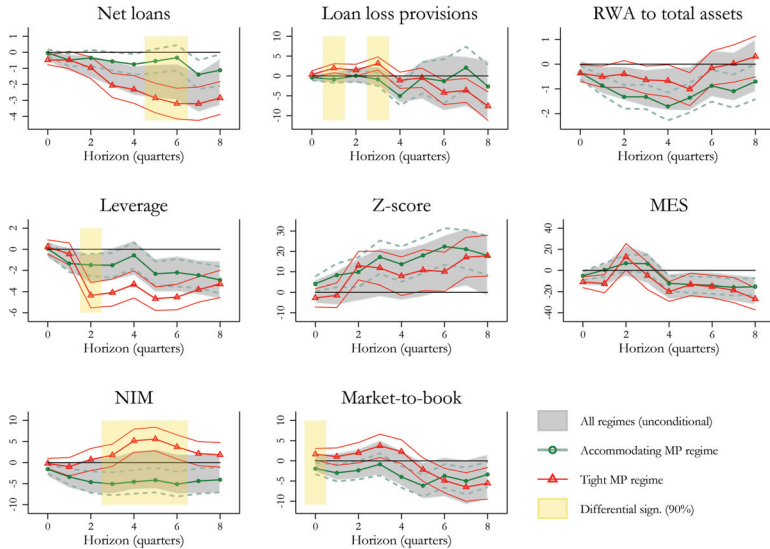 Net loans
1
0
-1
-2
-3
-4
0 2 4 6 8
Horizon (quarters)
Loan loss provisions
10
5
0
-5
-10
0 2 4 6 8
Horizon (quarters)
RWA to total assets
1
0
-1
-2
0 2 4 6 8
Horizon (quarters)
Leverage
2
0
-2
-4
-6
0 2 4 6 8
Horizon (quarters)
Z-score
30
20
10
0
-10
0 2 4 6 8
Horizon (quarters)
MES
40
20
0
-20
-40
0 2 4 6 8
Horizon (quarters)
NIM
10
5
0
-5
-10
0 2 4 6 8
Horizon (quarters)
Market-to-book
10
5
0
-5
-10
0 2 4 6 8
Horizon (quarters)
All regimes (unconditional)
Accommodating MP regime
Tight MP regime
Differential sign. (90%)